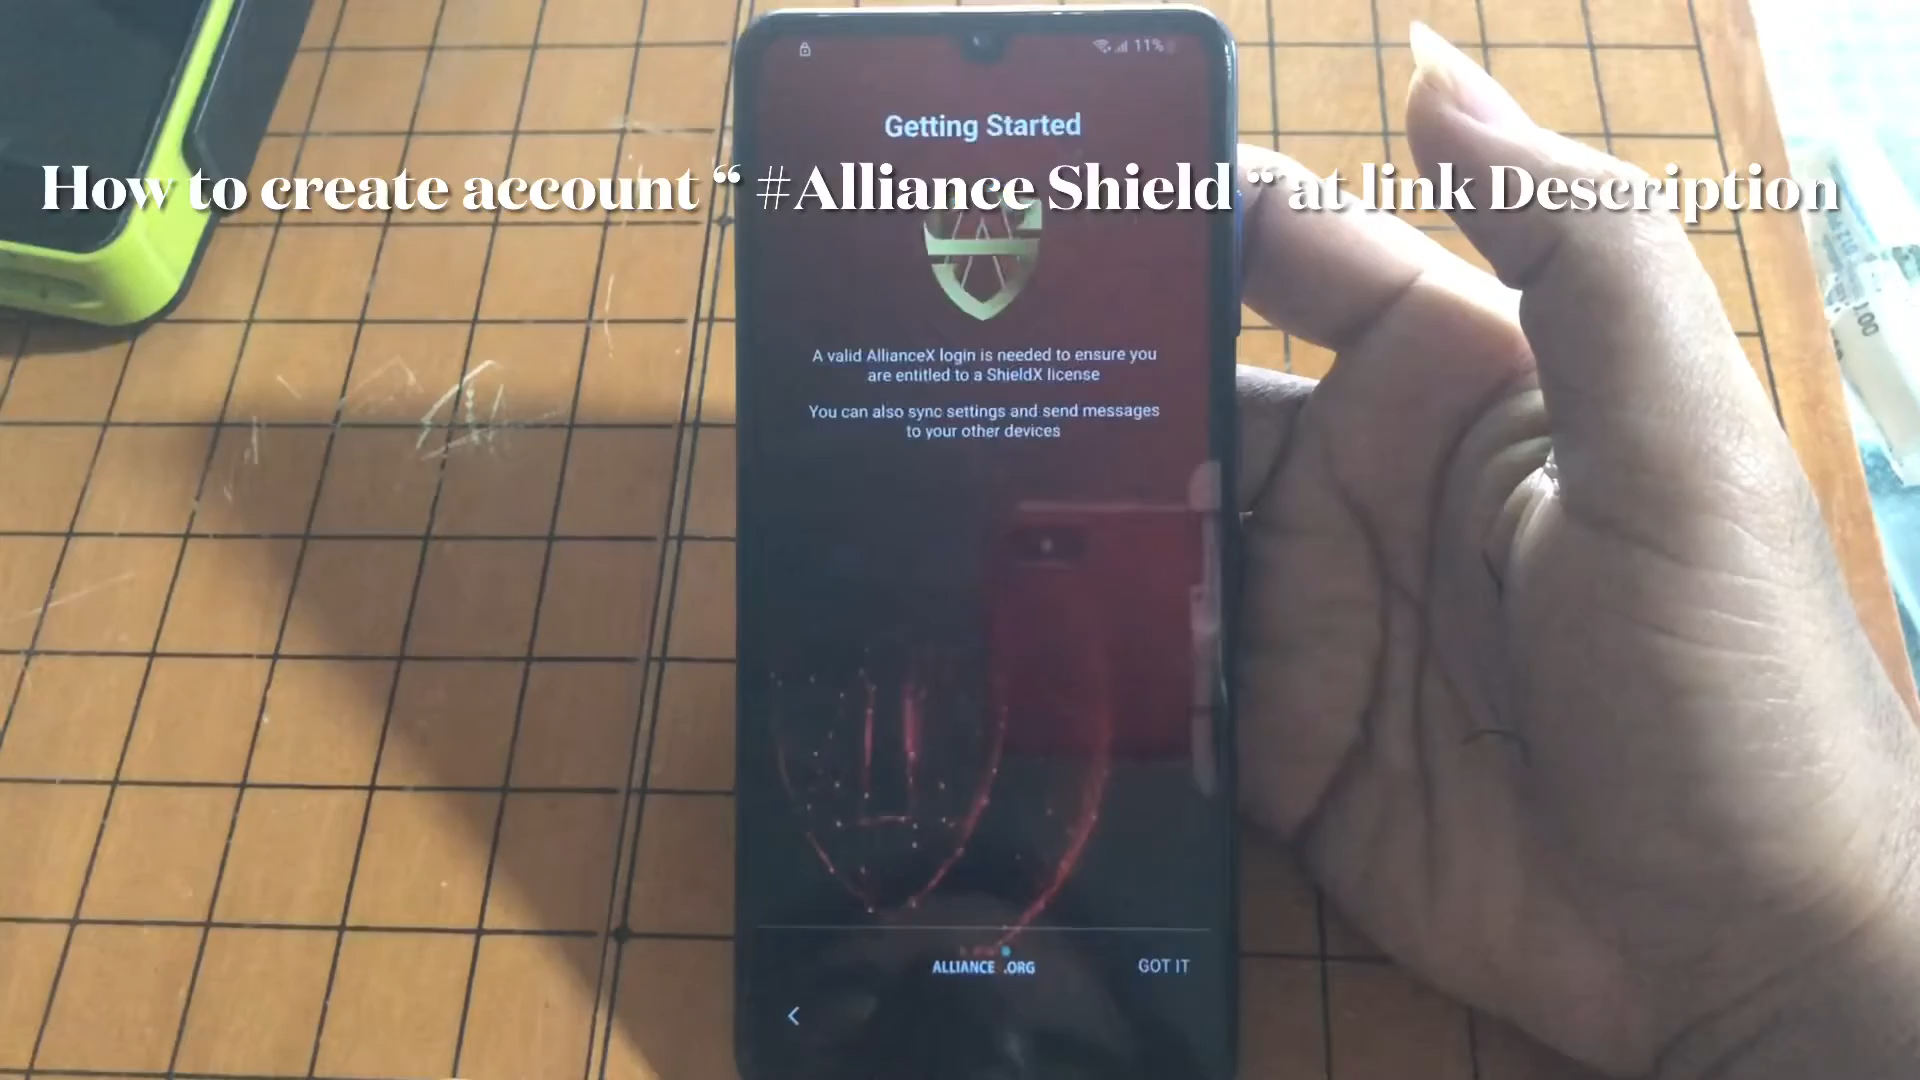 11%
Getting Started
How to create account “ #Alliance Shield “ at link Description
A valid AllianceX login is needed to ensure you
are entitled to a ShieldX license
You can also sync settings and send messages
to your other devices
ALLIANCE .ORG
GOT IT